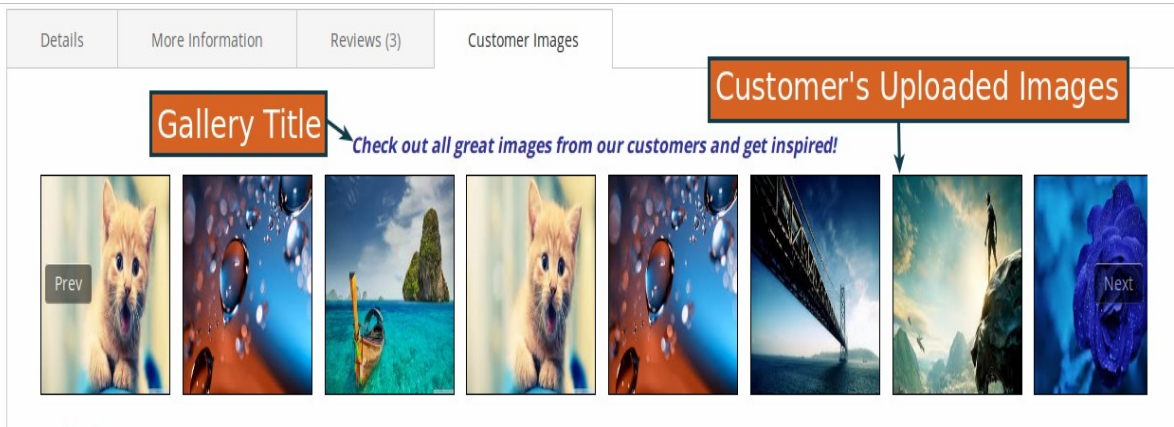 Details
More Information
Reviews (3)
Customer Images
Customer's Uploaded Images
Gallery Title
Check out all great images from our customers and get inspired!
Prev
Next